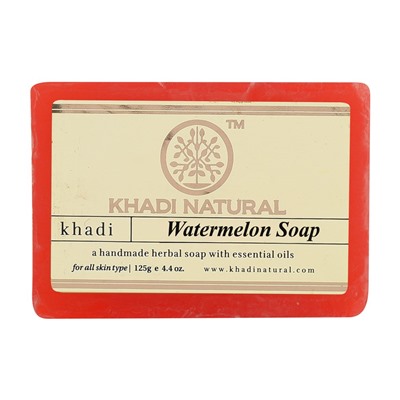 TM
KHADI NATURAL
khadi
Watermelon Soap
a handmade herbal soap with essential oils
for all skin type | 125g e 4.4 oz. www.khadinatural.com